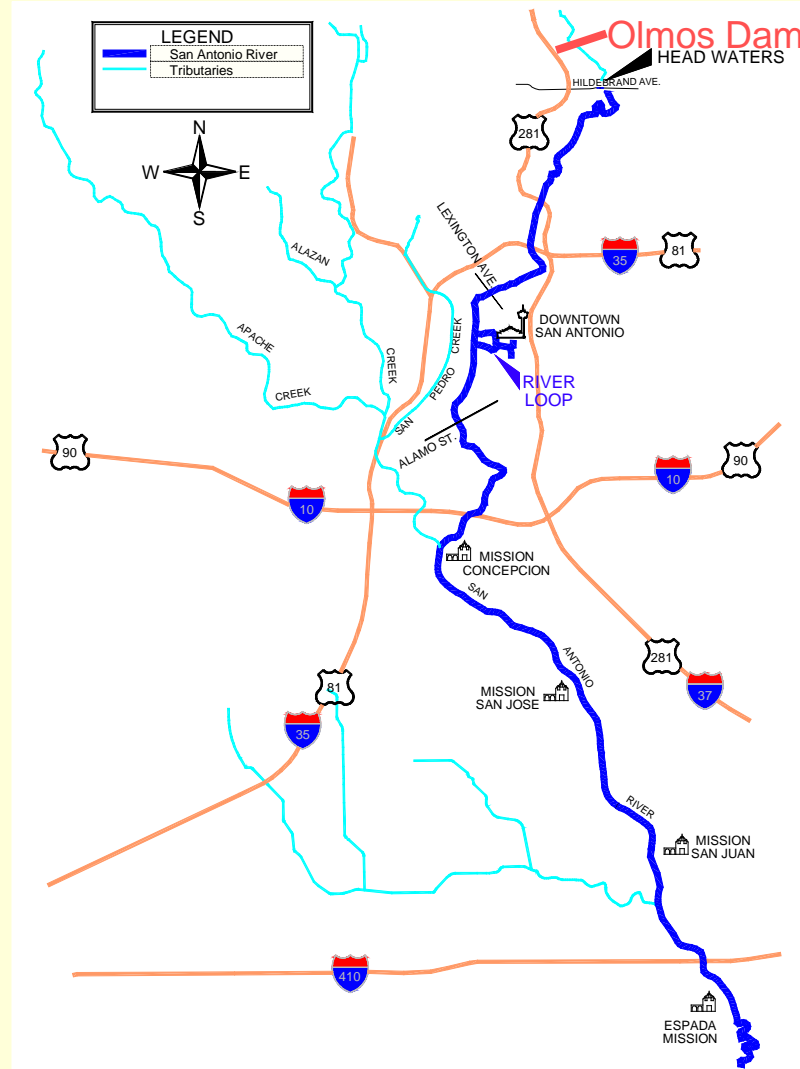 LEGEND
San Antonio River
Tributaries
Olmos Dam
HEAD WATERS
HILDEBRAND AVE.
281
N
W E
S
LEXINGTON AVE.
35
81
ALAZAN
CREEK
APACHE
CREEK
SAN PEDRO CREEK
DOWNTOWN
SAN ANTONIO
RIVER
LOOP
ALAMO ST.
90
10
10
90
MISSION
CONCEPCION
SAN ANTONIO RIVER
281
37
81
35
MISSION
SAN JOSE
MISSION
SAN JUAN
410
ESPADA
MISSION